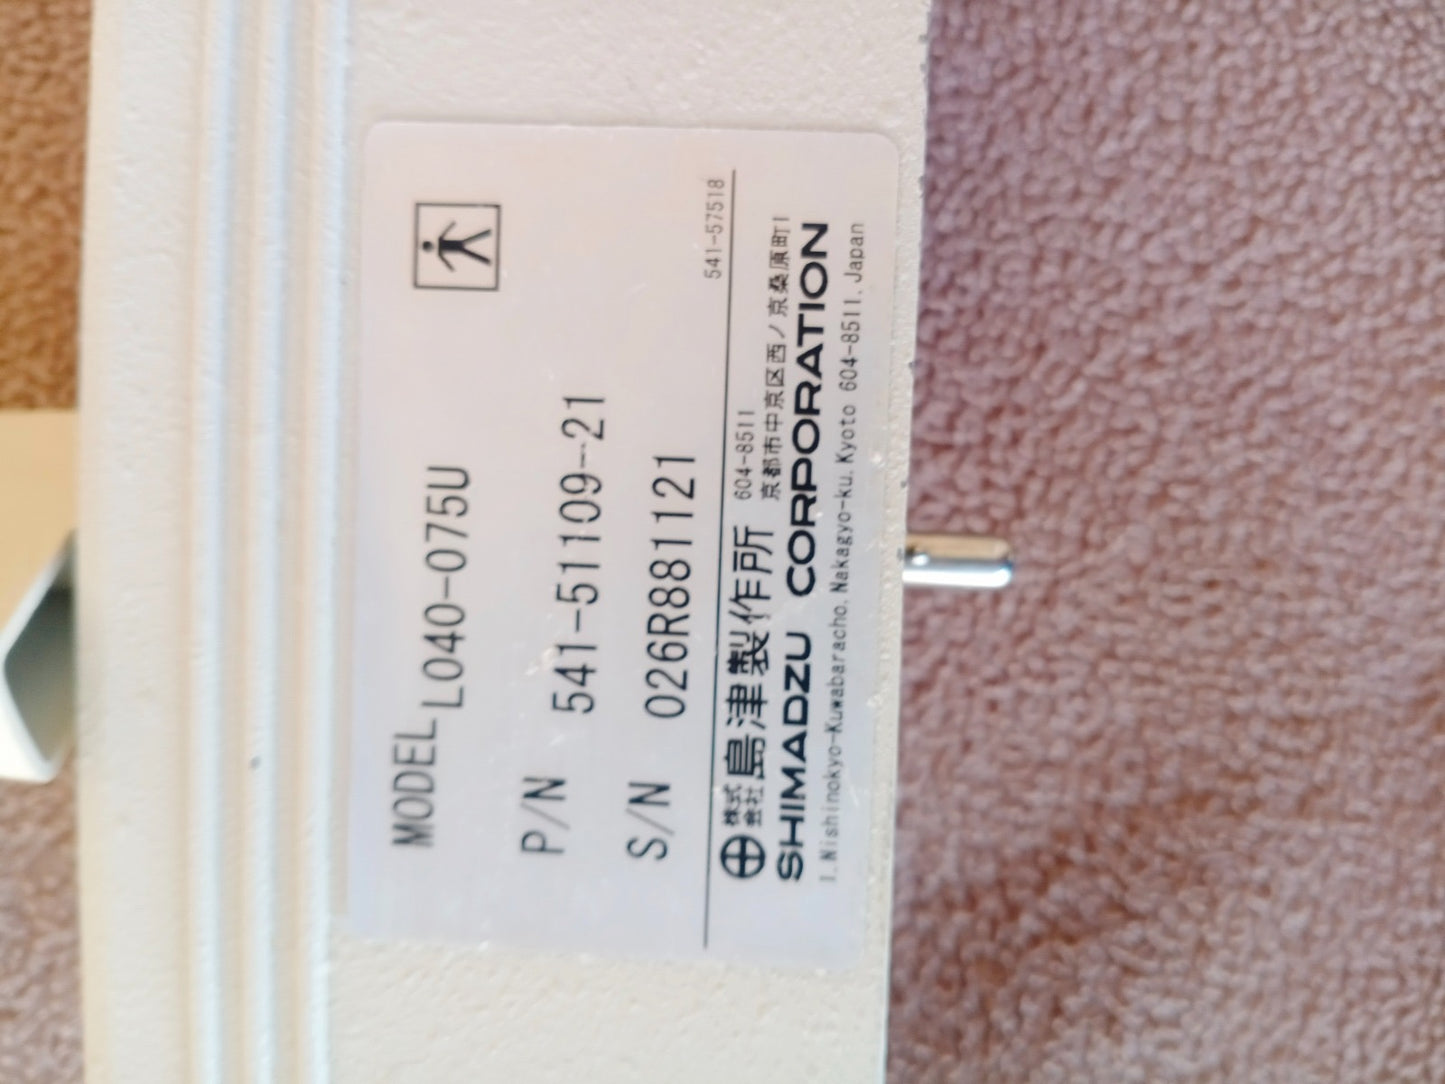 MODEL L040-075U
P/N 541-51109-21
S/N 026R881121
541-57518
株式会社 島津製作所 604-8511
京都市中京区西ノ京桑原町1
SHIMADZU CORPORATION
1.Nishinokyo-Kuwabaracho.Nakagyo-ku.Kyoto 604-8511.Japan